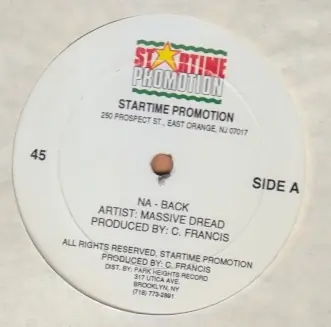 STARTIME
PROMOTION
STARTIME PROMOTION
250 PROSPECT ST., EAST ORANGE, NJ 07017
45
SIDE A
NA - BACK
ARTIST: MASSIVE DREAD
PRODUCED BY: C. FRANCIS
ALL RIGHTS RESERVED, STARTIME PROMOTION
PRODUCED BY: C. FRANCIS
DIST. BY: PARK HEIGHTS RECORD
317 UTICA AVE.
BROOKLYN, NY
(718) 773-2891